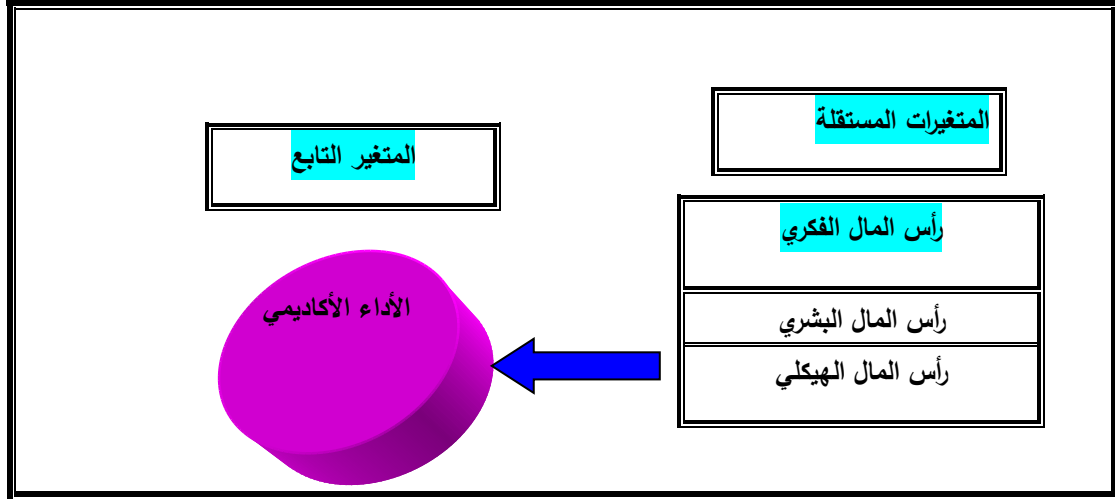 المتغيرات المستقلة
المتغير التابع
رأس المال الفكري
الأداء الأكاديمي
رأس المال البشري
رأس المال الهيكلي